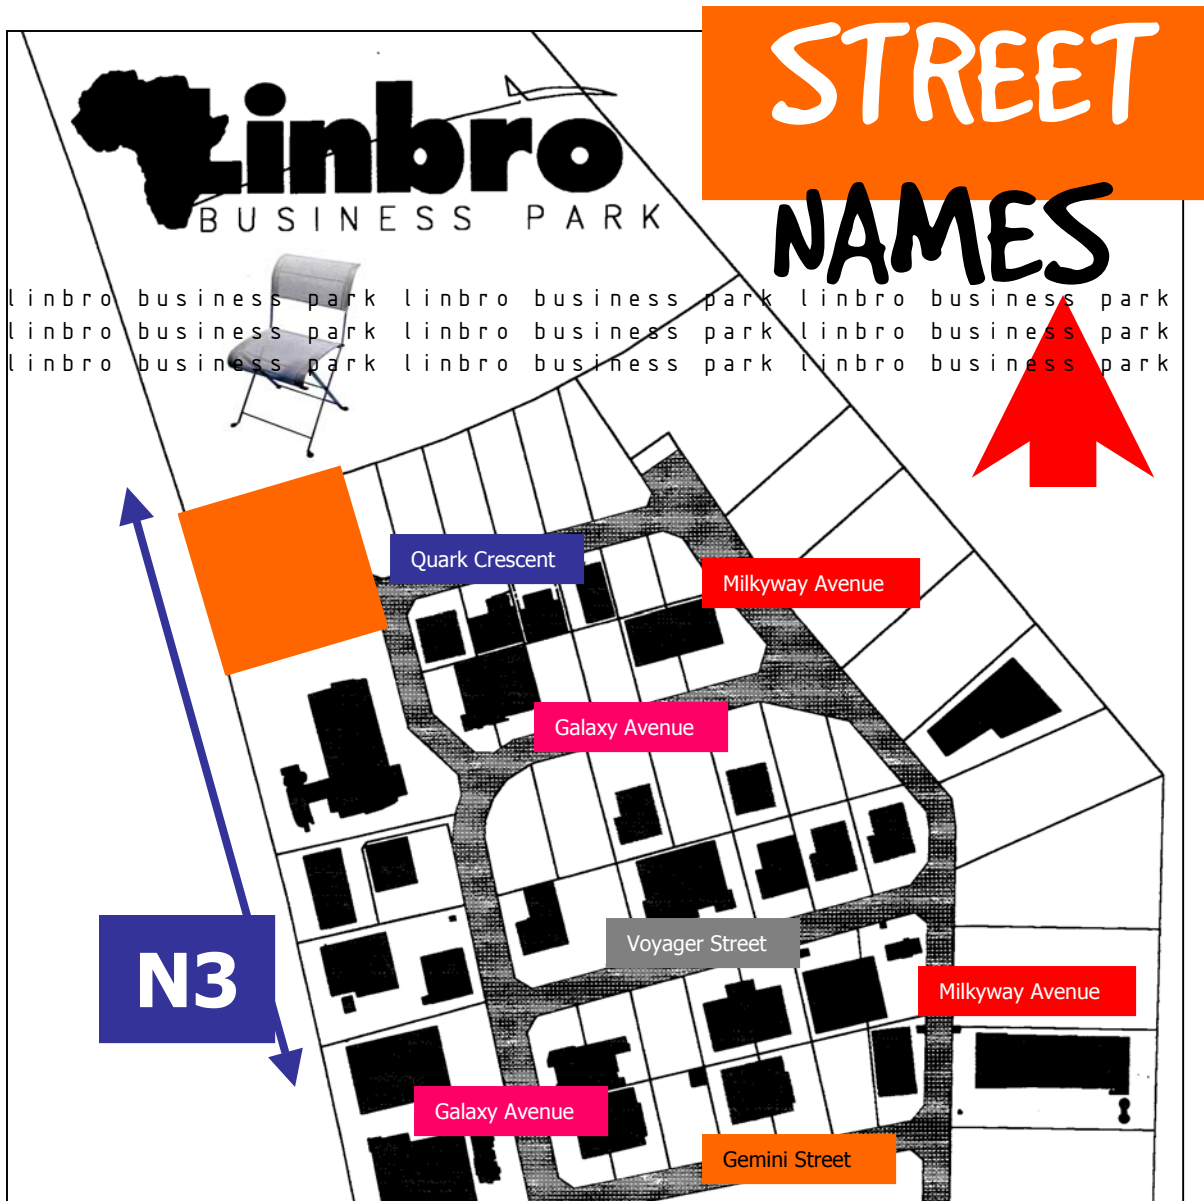 STREET
NAMES
Linbro
BUSINESS PARK
linbro business park linbro business park linbro business park
linbro business park linbro business park linbro business park
linbro business park linbro business park linbro business park
Quark Crescent
Milkyway Avenue
Galaxy Avenue
Voyager Street
N3
Milkyway Avenue
Galaxy Avenue
Gemini Street